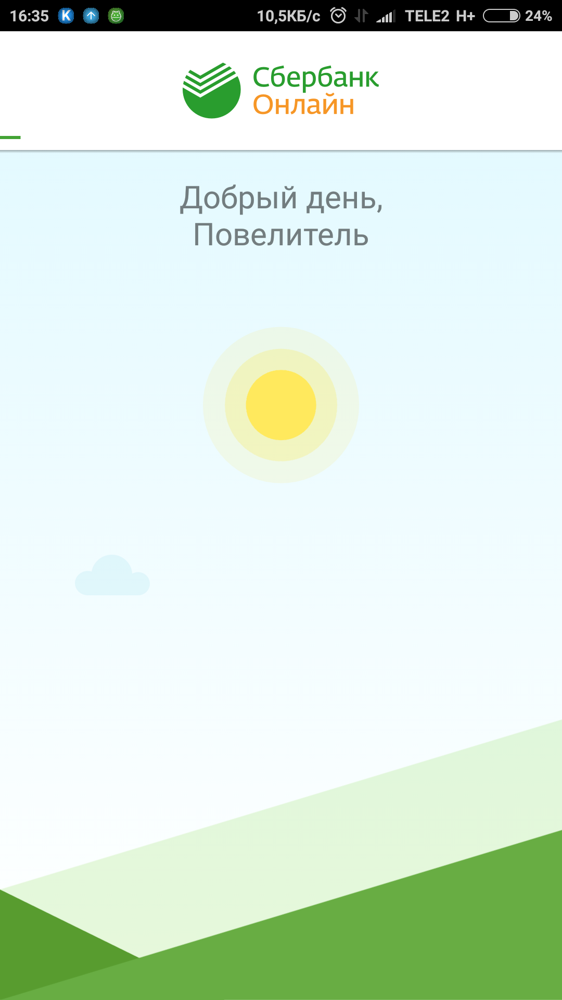 16:35 K 10,5КБ/с TELE2 H+ 24%
Сбербанк
Онлайн
Добрый день,
Повелитель